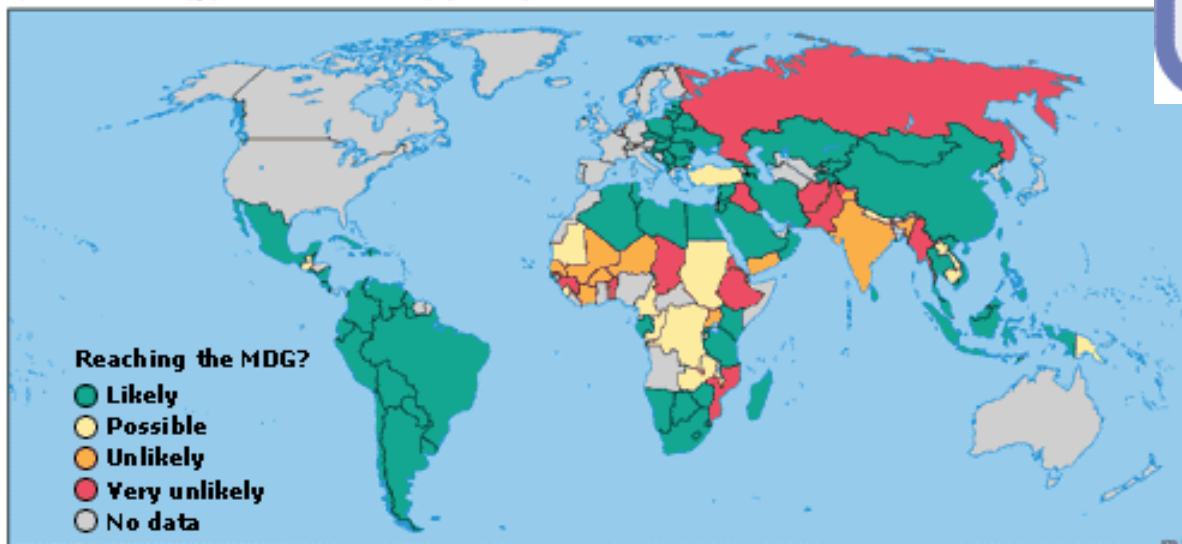 Reaching the MDG?
Likely
Possible
Unlikely
Very unlikely
No data